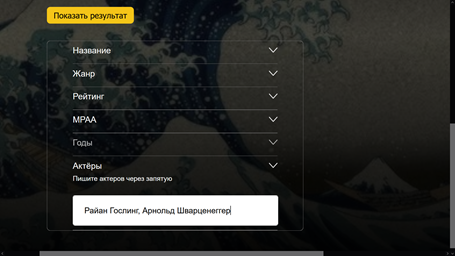 Показать результат
Название
Жанр
Рейтинг
MPAA
Годы
Актёры
Пишите актеров через запятую
Райан Гослинг, Арнольд Шварценеггер